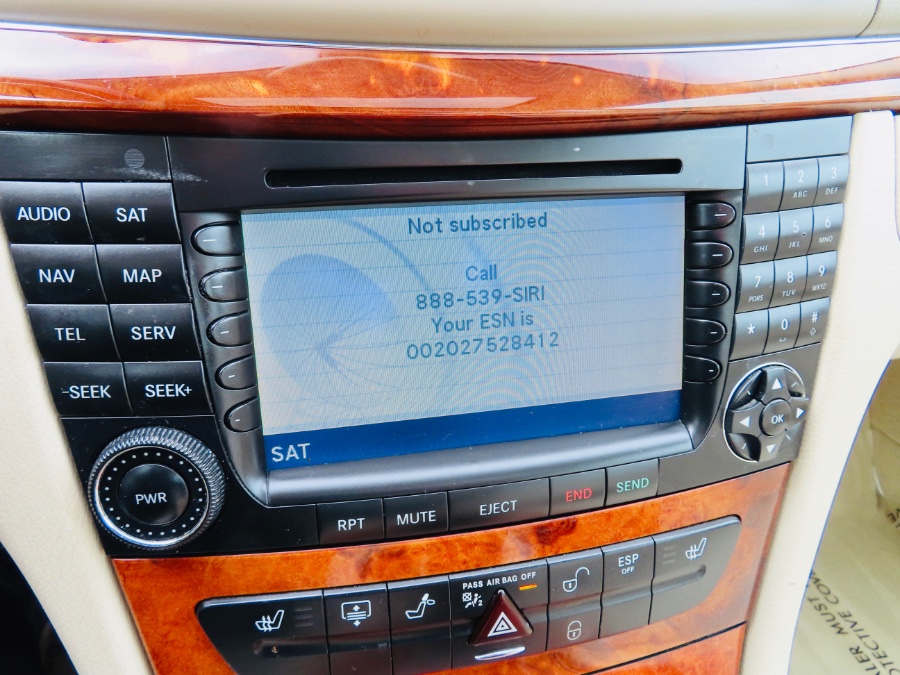 AUDIO SAT
NAV MAP
TEL SERV
-SEEK SEEK+
PWR
Not subscribed
Call
888-539-SIRI
Your ESN is
002027528412
SAT
1 2 ABC 3 DEF
4 GHI 5 JKL 6 MNO
7 PQRS 8 TUV 9 WXYZ
* 0 #
OK
RPT MUTE EJECT END SEND
PASS AIR BAG OFF
ESP
OFF
MUST